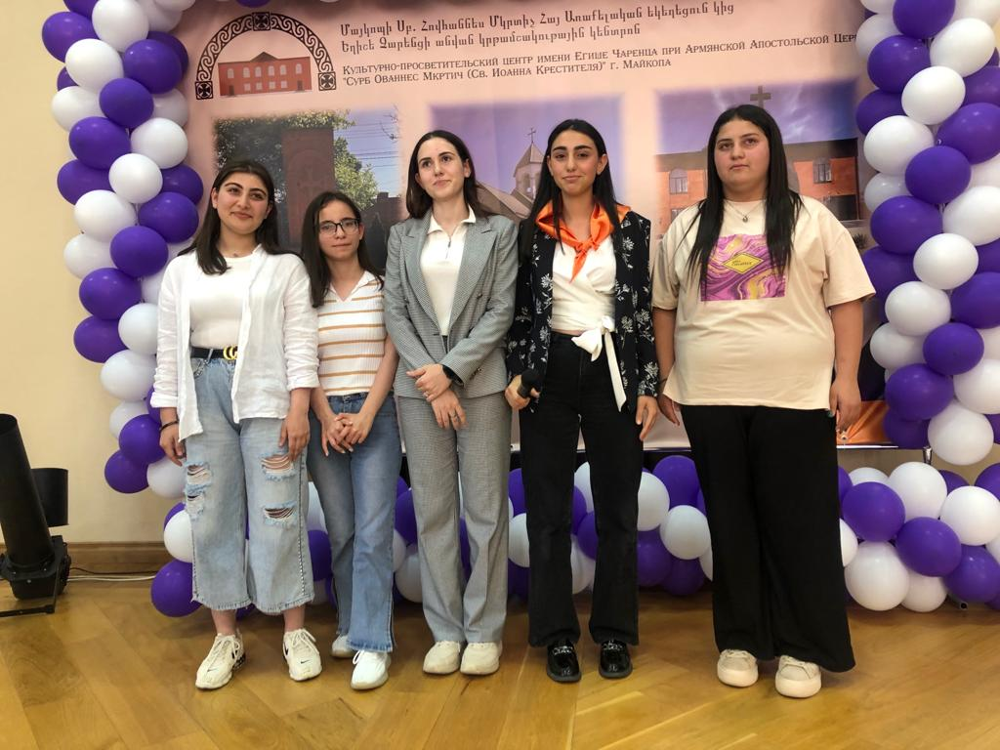 Մայկոպի Սբ. Հովհաննես Մկրտիչ Հայ Առաքելական եկեղեցուն կից
Եղիշե Չարենցի անվան կրթամշակութային կենտրոն
Культурно-просветительский центр имени Егише Чаренца при Армянской Апостольской Цер
"Сурб Ованнес Мкртич (Св. Иоанна Крестителя)" г. Майкопа